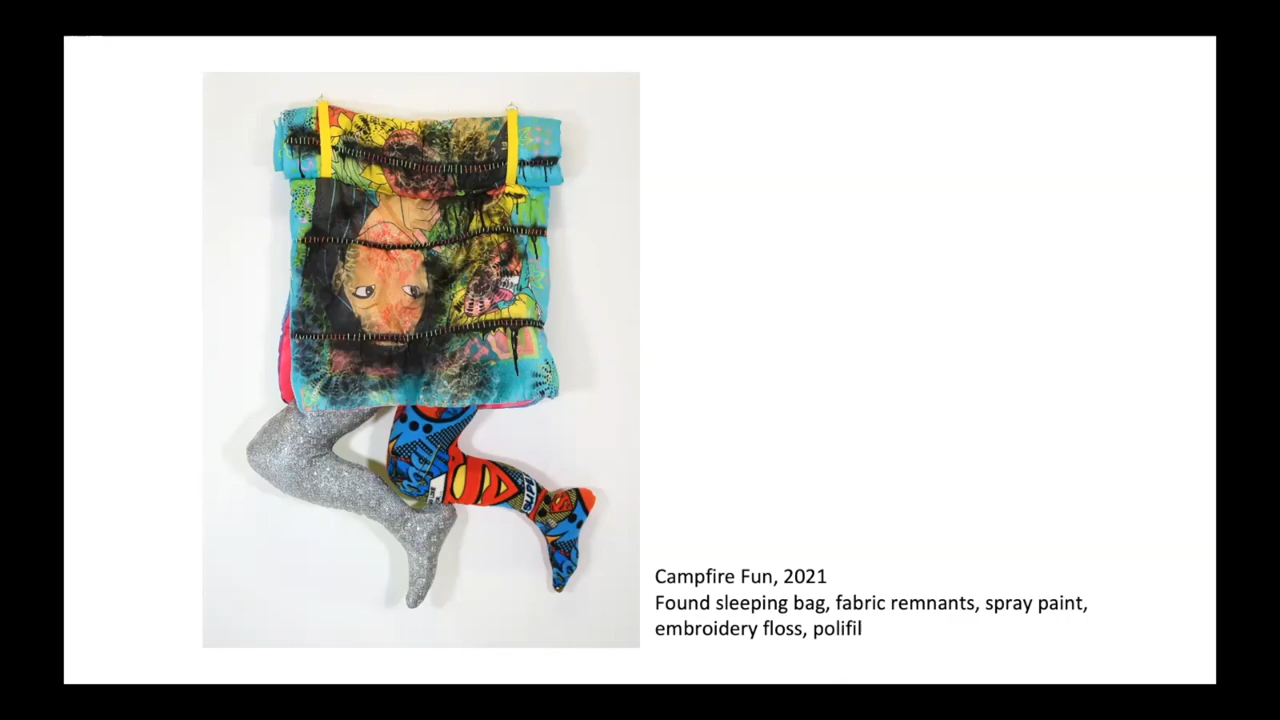 Campfire Fun, 2021
Found sleeping bag, fabric remnants, spray paint,
embroidery floss, polifil